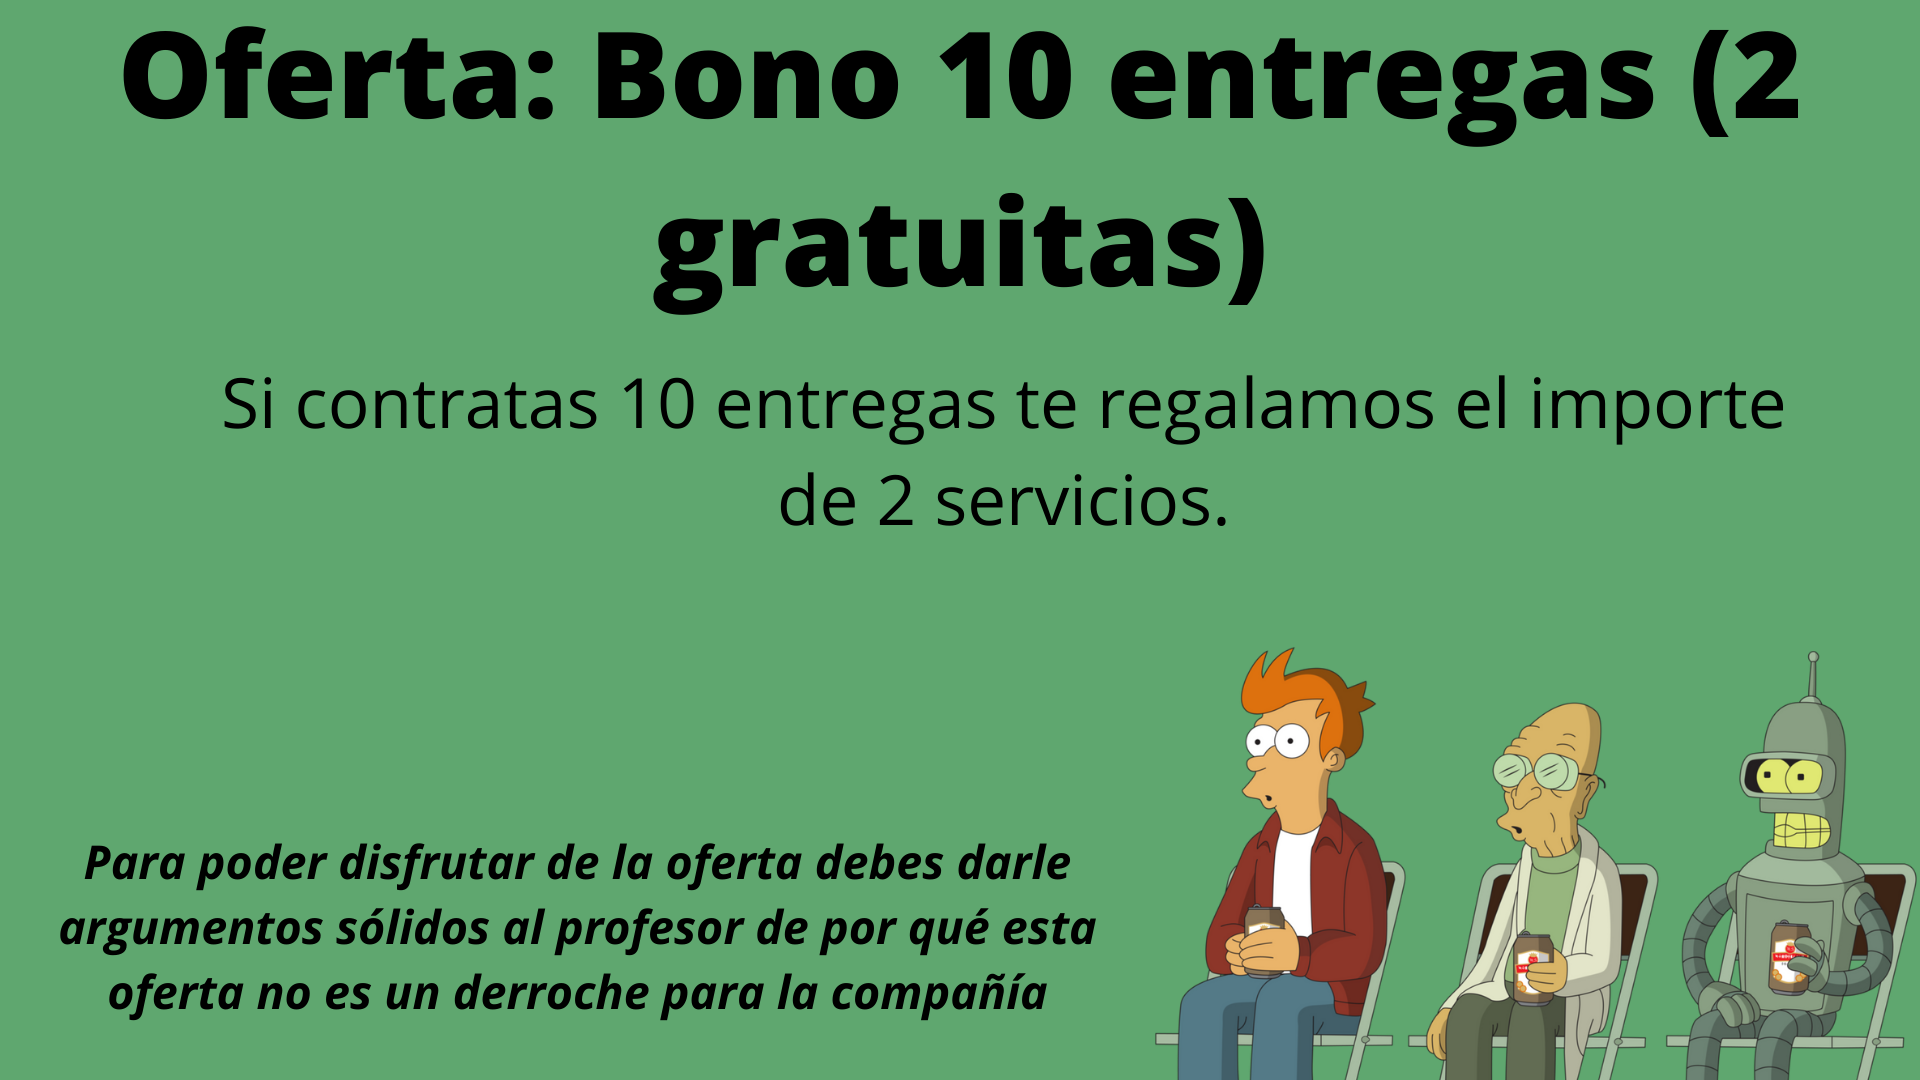 Oferta: Bono 10 entregas (2
gratuitas)
Si contratas 10 entregas te regalamos el importe
de 2 servicios.
Para poder disfrutar de la oferta debes darle
argumentos sólidos al profesor de por qué esta
oferta no es un derroche para la compañía